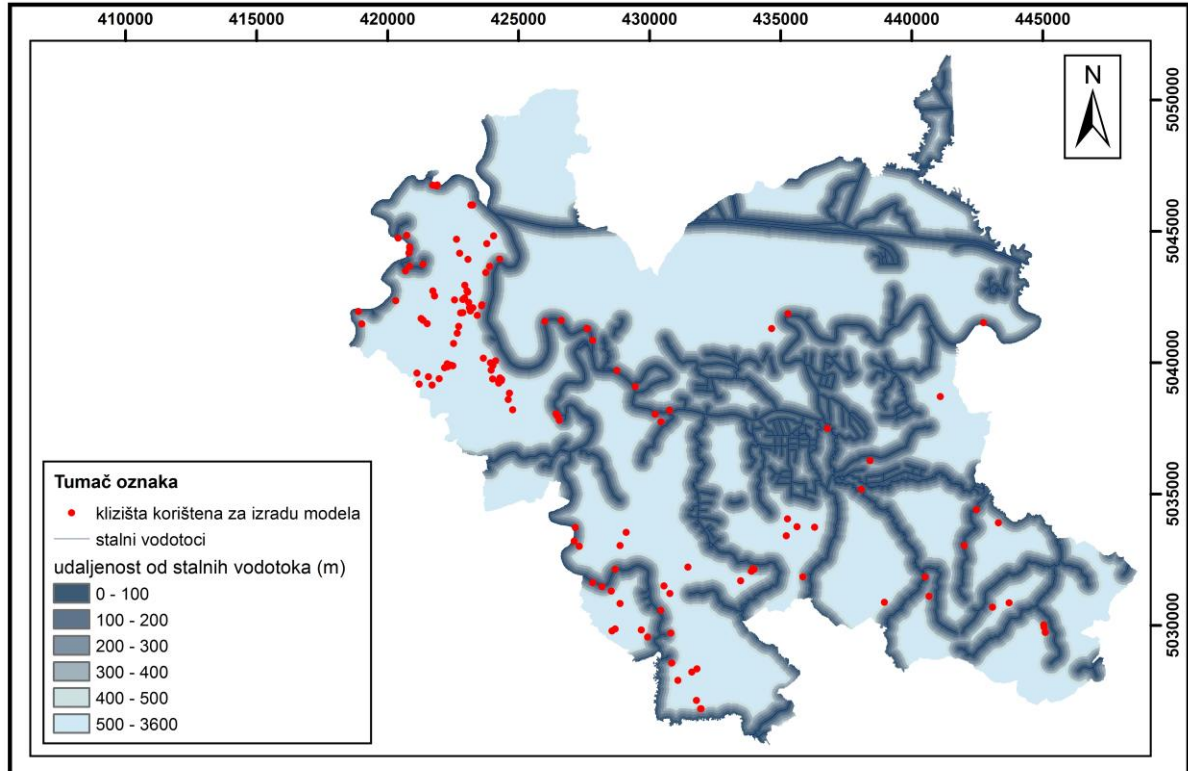 410000 415000 420000 425000 430000 435000 440000 445000
N
5050000
5045000
5040000
5035000
5030000
Tumač oznaka
klizišta korištena za izradu modela
stalni vodotoci
udaljenost od stalnih vodotoka (m)
0 - 100
100 - 200
200 - 300
300 - 400
400 - 500
500 - 3600